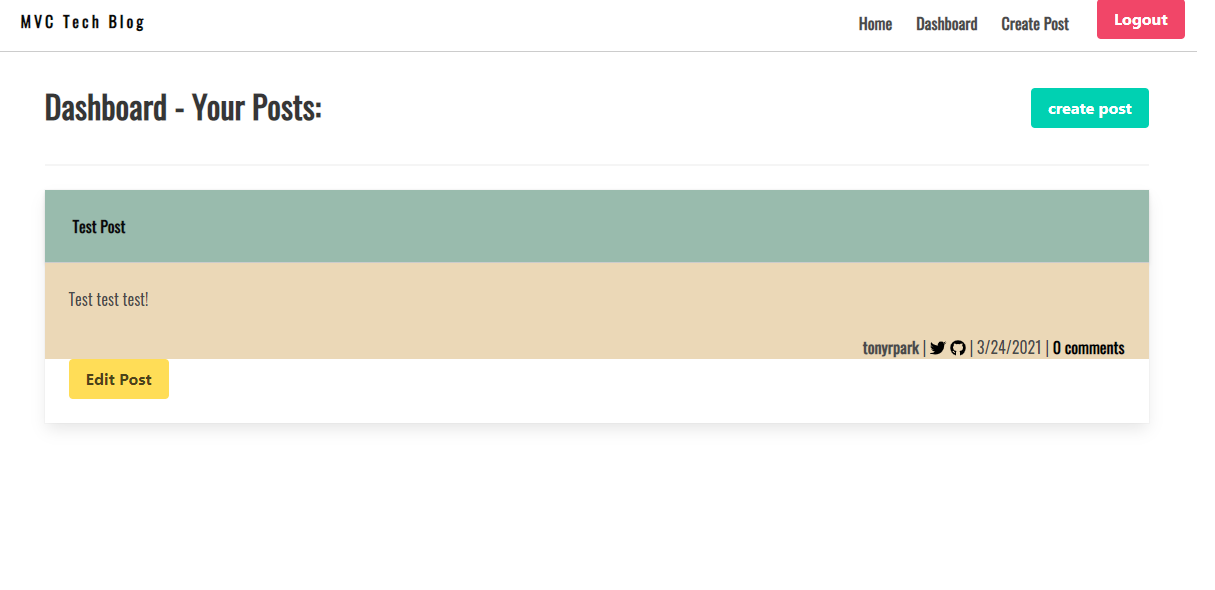 MVC Tech Blog
Home Dashboard Create Post Logout
Dashboard - Your Posts:
create post
Test Post
Test test test!
tonyrpark | | 3/24/2021 | 0 comments
Edit Post